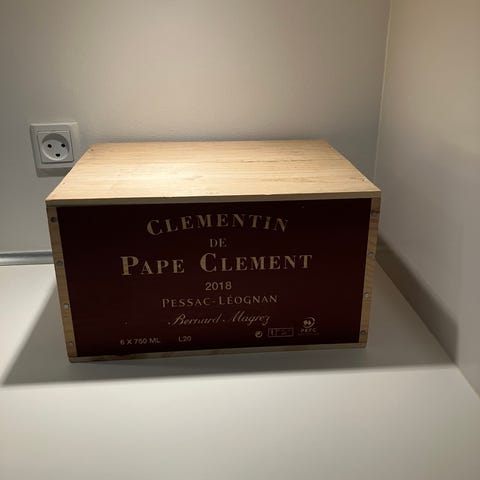 CLEMENTIN
DE
PAPE CLEMENT
2018
PESSAC-LÉOGNAN
Bernard Magrez
6 X 750 ML L20
PEFC